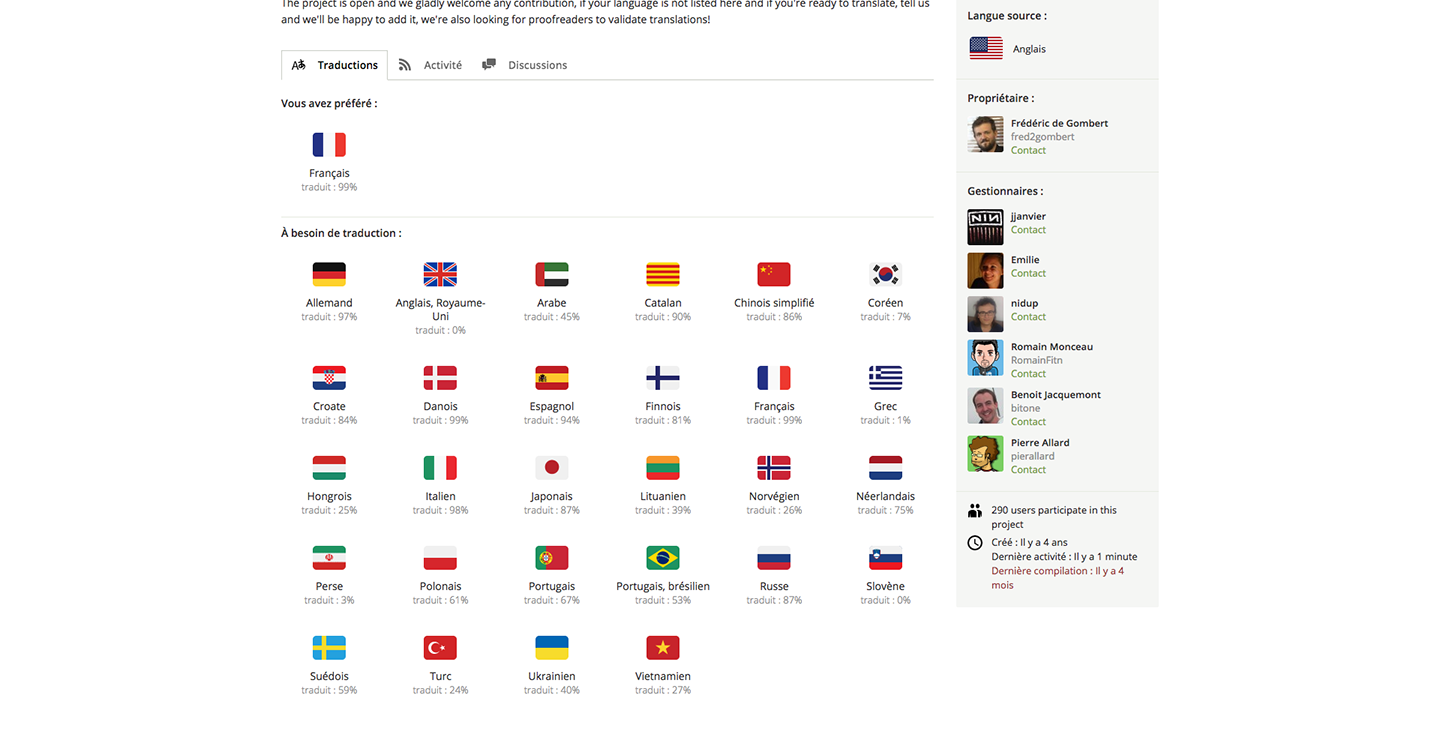 The project is open and we gladly welcome any contribution, if your language is not listed here and if you're ready to translate, tell us
and we'll be happy to add it, we're also looking for proofreaders to validate translations!
Traductions
Activité
Discussions
Vous avez préféré :
Français
traduit : 99%
À besoin de traduction :
Allemand
traduit : 97%
Anglais, Royaume-
Uni
traduit : 0%
Arabe
traduit : 45%
Catalan
traduit : 90%
Chinois simplifié
traduit : 86%
Coréen
traduit : 7%
Croate
traduit : 84%
Danois
traduit : 99%
Espagnol
traduit : 94%
Finnois
traduit : 81%
Français
traduit : 99%
Grec
traduit : 1%
Hongrois
traduit : 25%
Italien
traduit : 98%
Japonais
traduit : 87%
Lituanien
traduit : 39%
Norvégien
traduit : 26%
Néerlandais
traduit : 75%
Perse
traduit : 3%
Polonais
traduit : 61%
Portugais
traduit : 67%
Portugais, brésilien
traduit : 53%
Russe
traduit : 87%
Slovène
traduit : 0%
Suédois
traduit : 59%
Turc
traduit : 24%
Ukrainien
traduit : 40%
Vietnamien
traduit : 27%
Langue source :
Anglais
Propriétaire :
Frédéric de Gombert
fred2gombert
Contact
Gestionnaires :
NIИ
jjanvier
Contact
Emilie
Contact
nidup
Contact
Romain Monceau
RomainFitn
Contact
Benoit Jacquemont
bitone
Contact
Pierre Allard
pierallard
Contact
290 users participate in this
project
Créé : Il y a 4 ans
Dernière activité : Il y a 1 minute
Dernière compilation : Il y a 4
mois